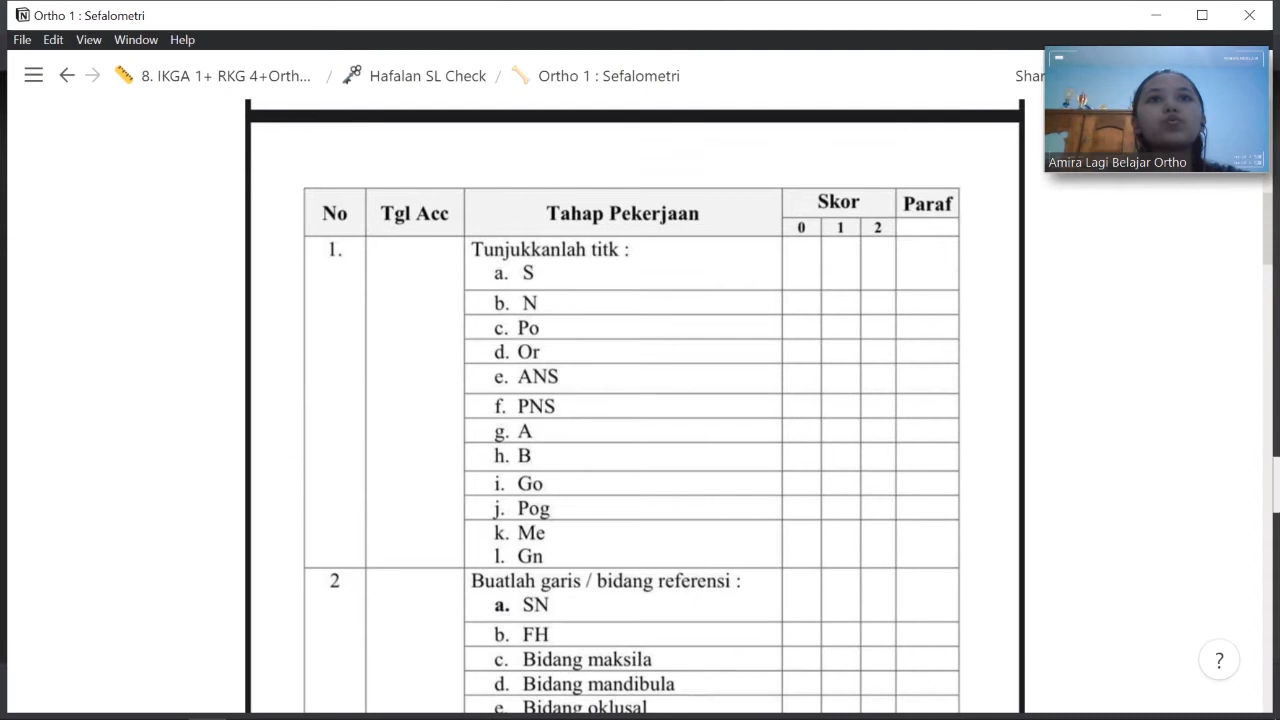 Ortho 1 : Sefalometri
File Edit View Window Help
8. IKGA 1+ RKG 4+Orth... / Hafalan SL Check / Ortho 1 : Sefalometri
Shar
Amira Lagi Belajar Ortho
No Tgl Acc Tahap Pekerjaan Skor Paraf
0 1 2
1. Tunjukkanlah titk :
a. S
b. N
c. Po
d. Or
e. ANS
f. PNS
g. A
h. B
i. Go
j. Pog
k. Me
l. Gn
2 Buatlah garis / bidang referensi :
a. SN
b. FH
c. Bidang maksila
d. Bidang mandibula
e. Bidang oklusal
?